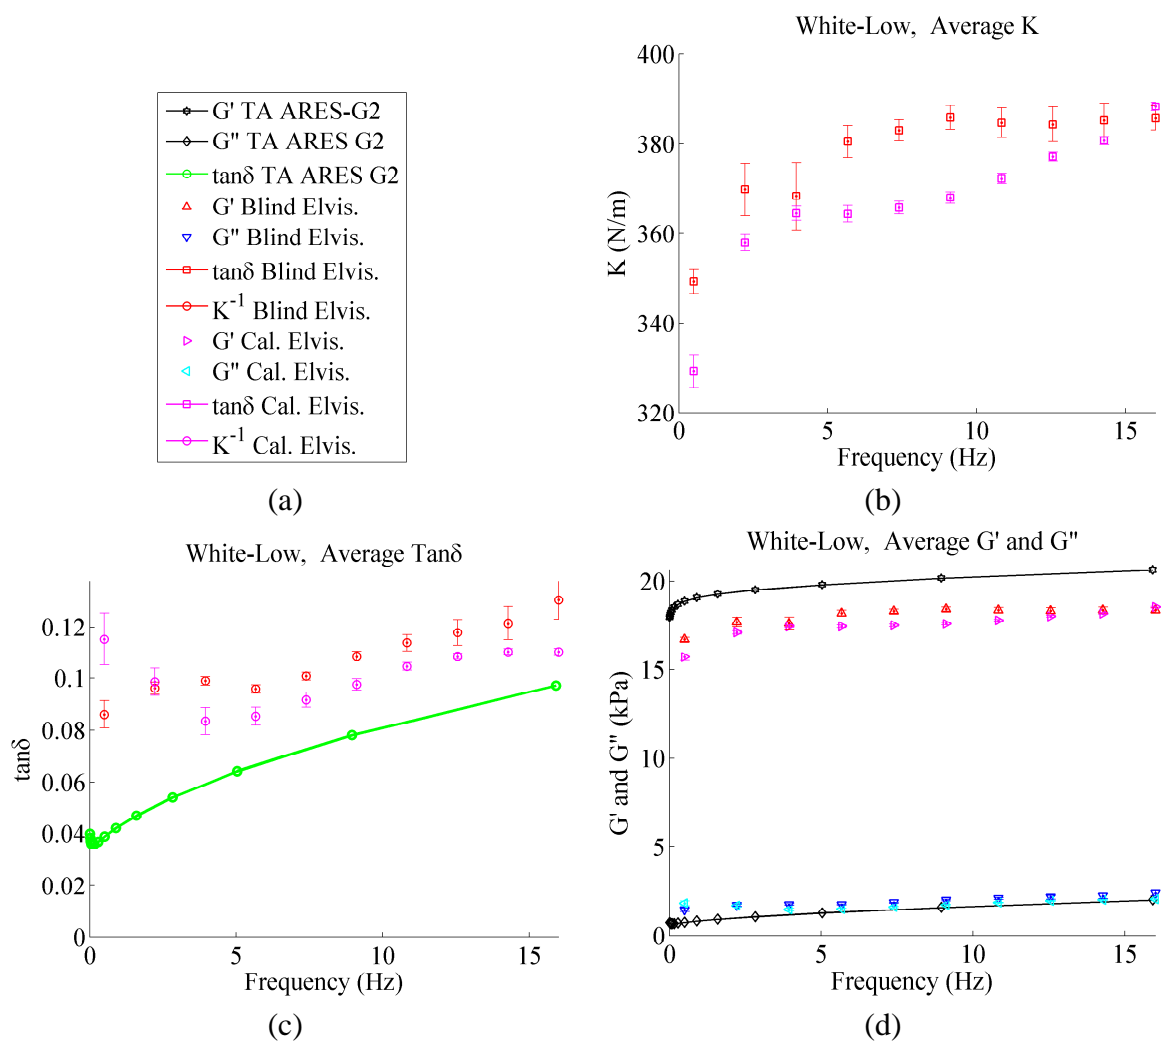 White-Low,  Average K
G' TA ARES-G2
G'' TA ARES G2
tanδ TA ARES G2
G' Blind Elvis.
G'' Blind Elvis.
tanδ Blind Elvis.
K⁻¹ Blind Elvis.
G' Cal. Elvis.
G'' Cal. Elvis.
tanδ Cal. Elvis.
K⁻¹ Cal. Elvis.
400
380
360
340
320
K (N/m)
0 5 10 15
Frequency (Hz)
(a)
(b)
White-Low,  Average Tanδ
0.12
0.1
0.08
0.06
0.04
0.02
0
tanδ
0 5 10 15
Frequency (Hz)
(c)
White-Low,  Average G' and G''
20
15
10
5
0
G' and G'' (kPa)
0 5 10 15
Frequency (Hz)
(d)